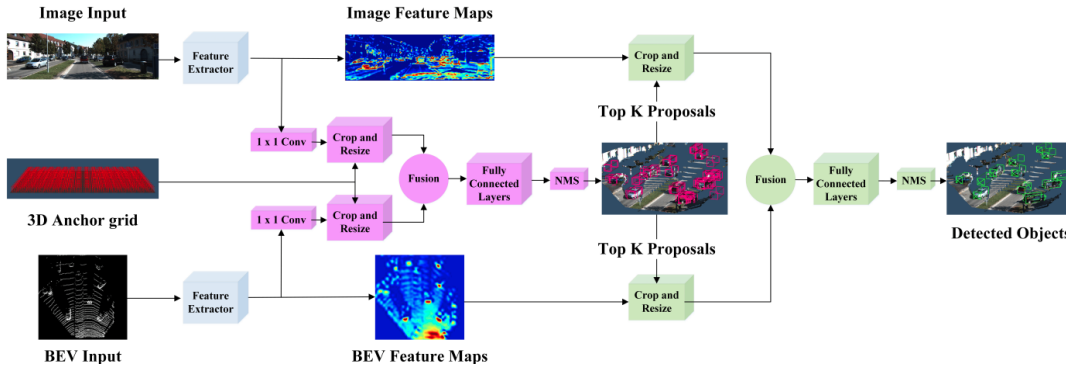 Image Input
Image Feature Maps
Feature
Extractor
Crop and
Resize
Top K Proposals
1 x 1 Conv
Crop and
Resize
Fusion
Fully
Connected
Layers
NMS
Fusion
Fully
Connected
Layers
NMS
3D Anchor grid
1 x 1 Conv
Crop and
Resize
Detected Objects
Top K Proposals
Feature
Extractor
Crop and
Resize
BEV Input
BEV Feature Maps